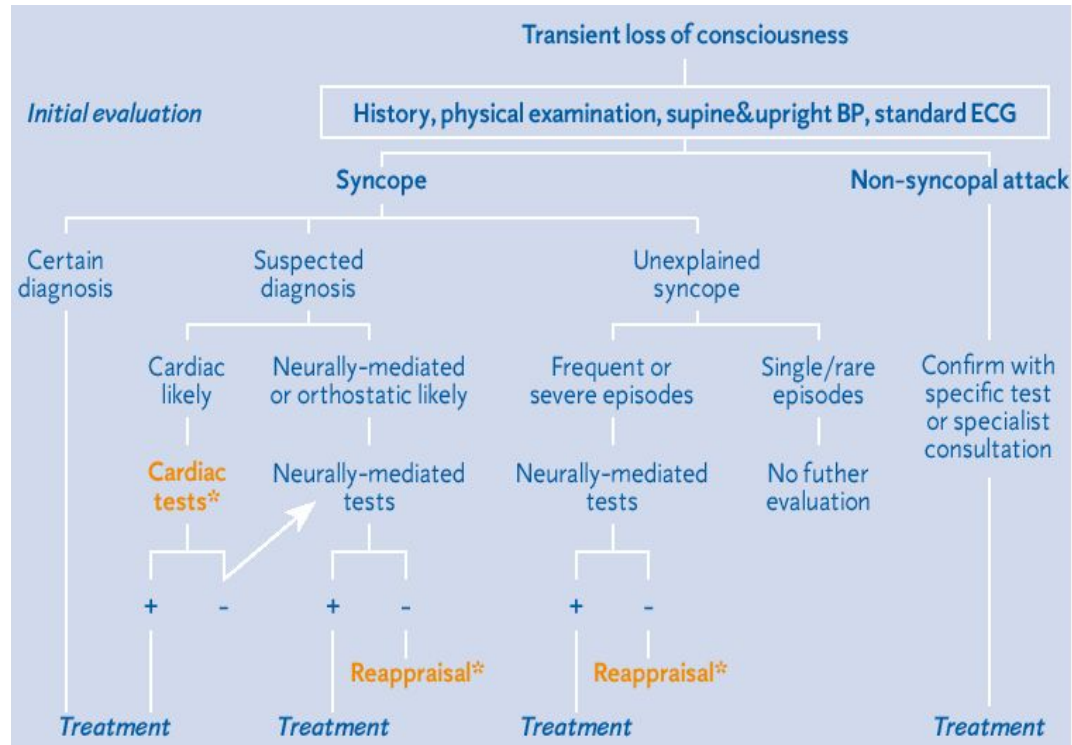 Transient loss of consciousness
Initial evaluation
History, physical examination, supine&upright BP, standard ECG
Syncope
Non-syncopal attack
Certain
diagnosis
Suspected
diagnosis
Unexplained
syncope
Cardiac
likely
Neurally-mediated
or orthostatic likely
Frequent or
severe episodes
Single/rare
episodes
Confirm with
specific test
or specialist
consultation
Cardiac
tests*
Neurally-mediated
tests
Neurally-mediated
tests
No futher
evaluation
+
-
+
-
+
-
Reappraisal*
Reappraisal*
Treatment
Treatment
Treatment
Treatment